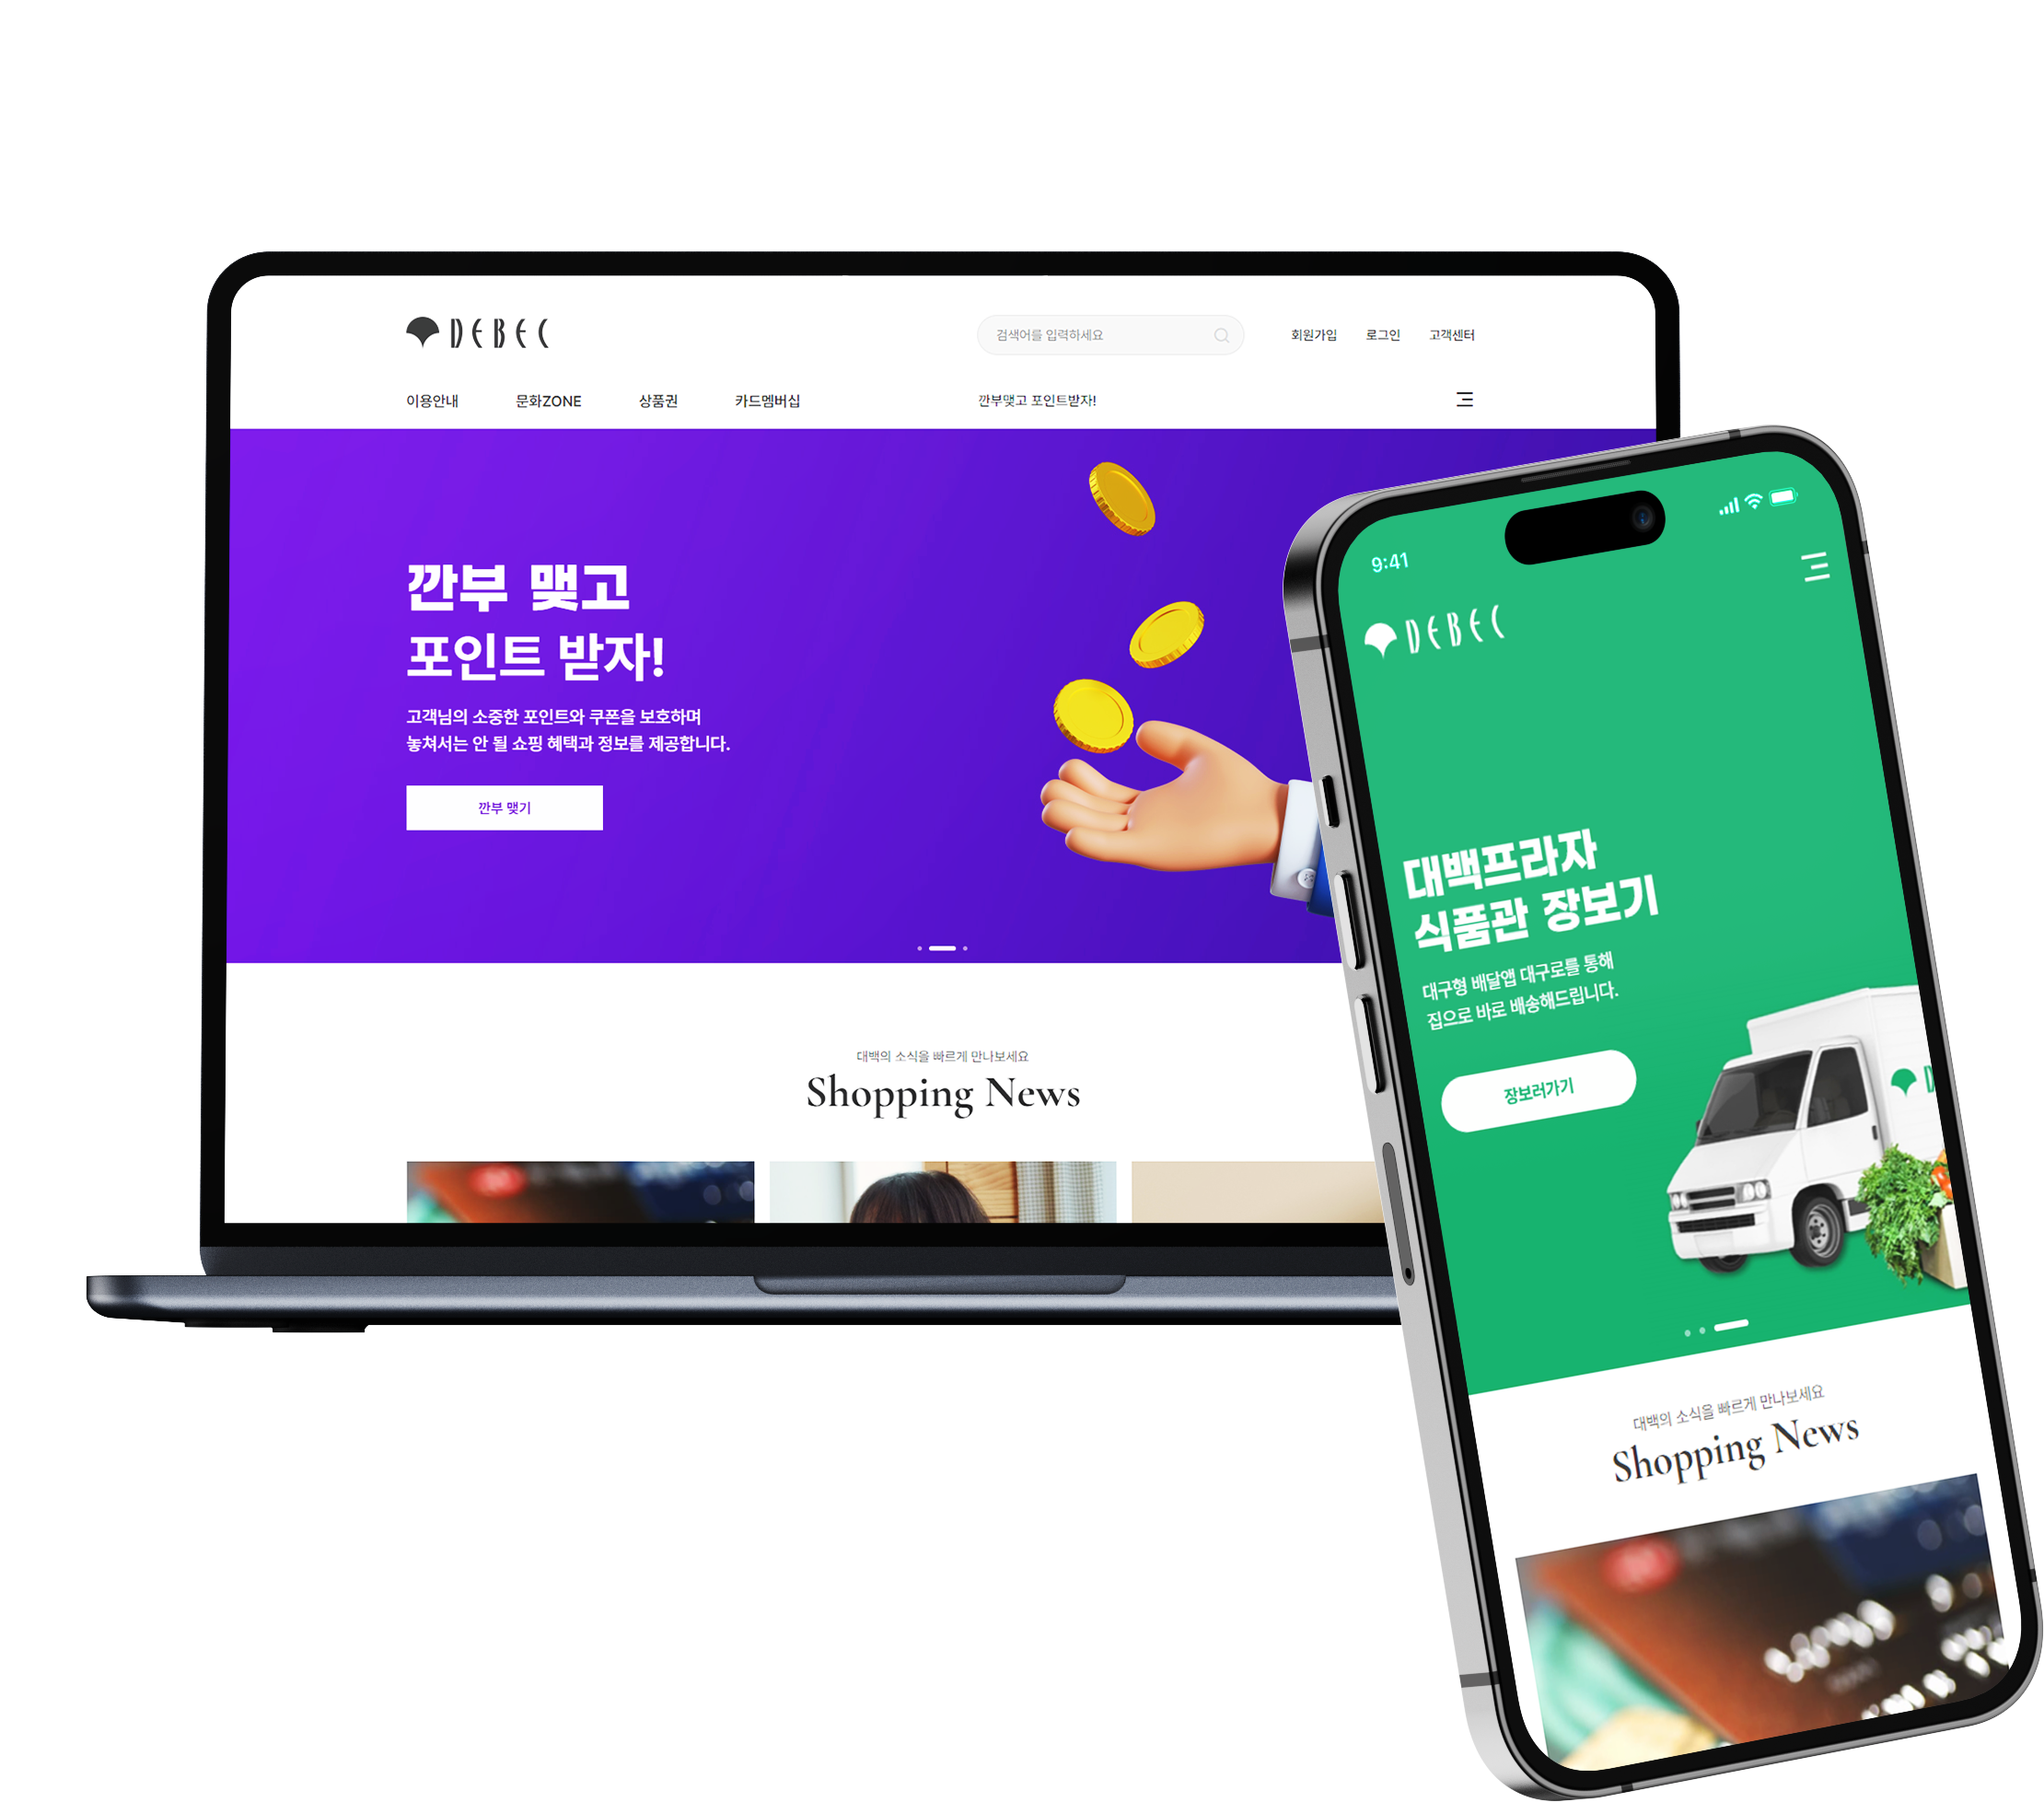 DEBEC
검색어를 입력하세요
회원가입
로그인
고객센터
이용안내
문화ZONE
상품권
카드멤버십
깐부맺고 포인트받자!
깐부 맺고
포인트 받자!
고객님의 소중한 포인트와 쿠폰을 보호하며
놓쳐서는 안 될 쇼핑 혜택과 정보를 제공합니다.
깐부 맺기
대백의 소식을 빠르게 만나보세요
Shopping News
9:41
DEBEC
대백프라자
식품관 장보기
대구형 배달앱 대구로를 통해
집으로 바로 배송해드립니다.
장보러가기
대백의 소식을 빠르게 만나보세요
Shopping News